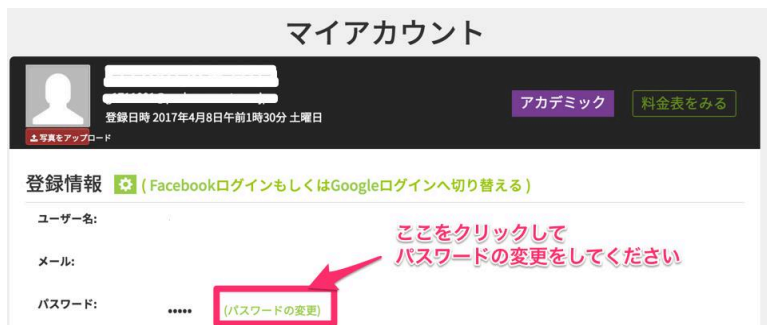 マイアカウント
登録日時 2017年4月8日午前1時30分 土曜日
アカデミック
料金表をみる
写真をアップロード
登録情報 ( FacebookログインもしくはGoogleログインへ切り替える )
ユーザー名:
ここをクリックして
パスワードの変更をしてください
メール:
パスワード: ••••• (パスワードの変更)